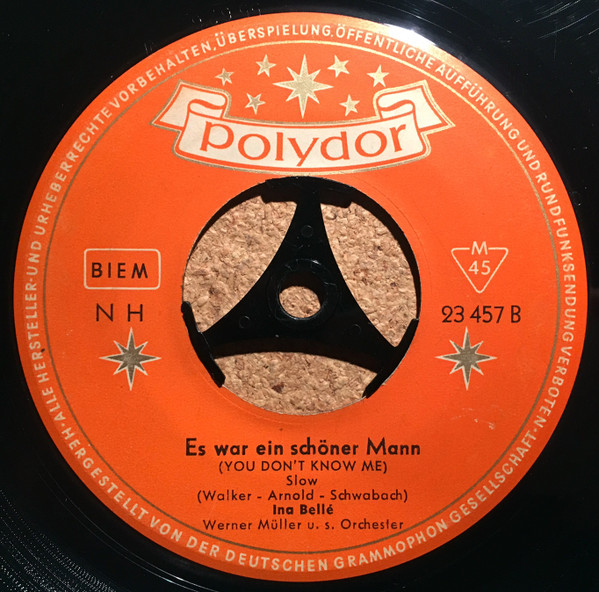 ·ALLE HERSTELLER-UND URHEBERRECHTE VORBEHALTEN, ÜBERSPIELUNG, ÖFFENTLICHE AUFFÜHRUNG UND RUNDFUNKSENDUNG VERBOTEN·
polydor
BIEM
M
45
NH
23 457 B
Es war ein schöner Mann
(YOU DON'T KNOW ME)
Slow
(Walker - Arnold - Schwabach)
Ina Bellé
Werner Müller u. s. Orchester
HERGESTELLT VON DER DEUTSCHEN GRAMMOPHON GESELLSCHAFT·